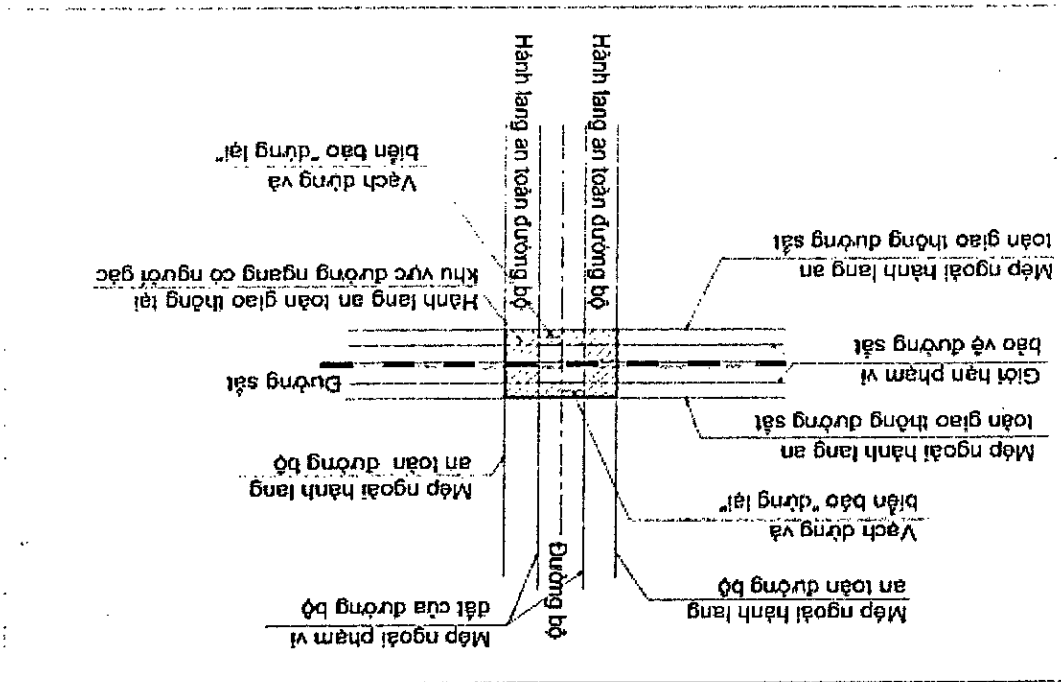 Mép ngoài phạm vi
đất của đường bộ
Mép ngoài hành lang
an toàn đường bộ
Đường bộ
Vạch dừng và
biển báo "dừng lại"
Mép ngoài hành lang
an toàn đường bộ
Mép ngoài hành lang an
toàn giao thông đường sắt
Đường sắt
Giới hạn phạm vi
bảo vệ đường sắt
Hành lang an toàn giao thông tại
khu vực đường ngang có người gác
Mép ngoài hành lang an
toàn giao thông đường sắt
Vạch dừng và
biển báo "dừng lại"
Hành lang an toàn đường bộ
Hành lang an toàn đường bộ